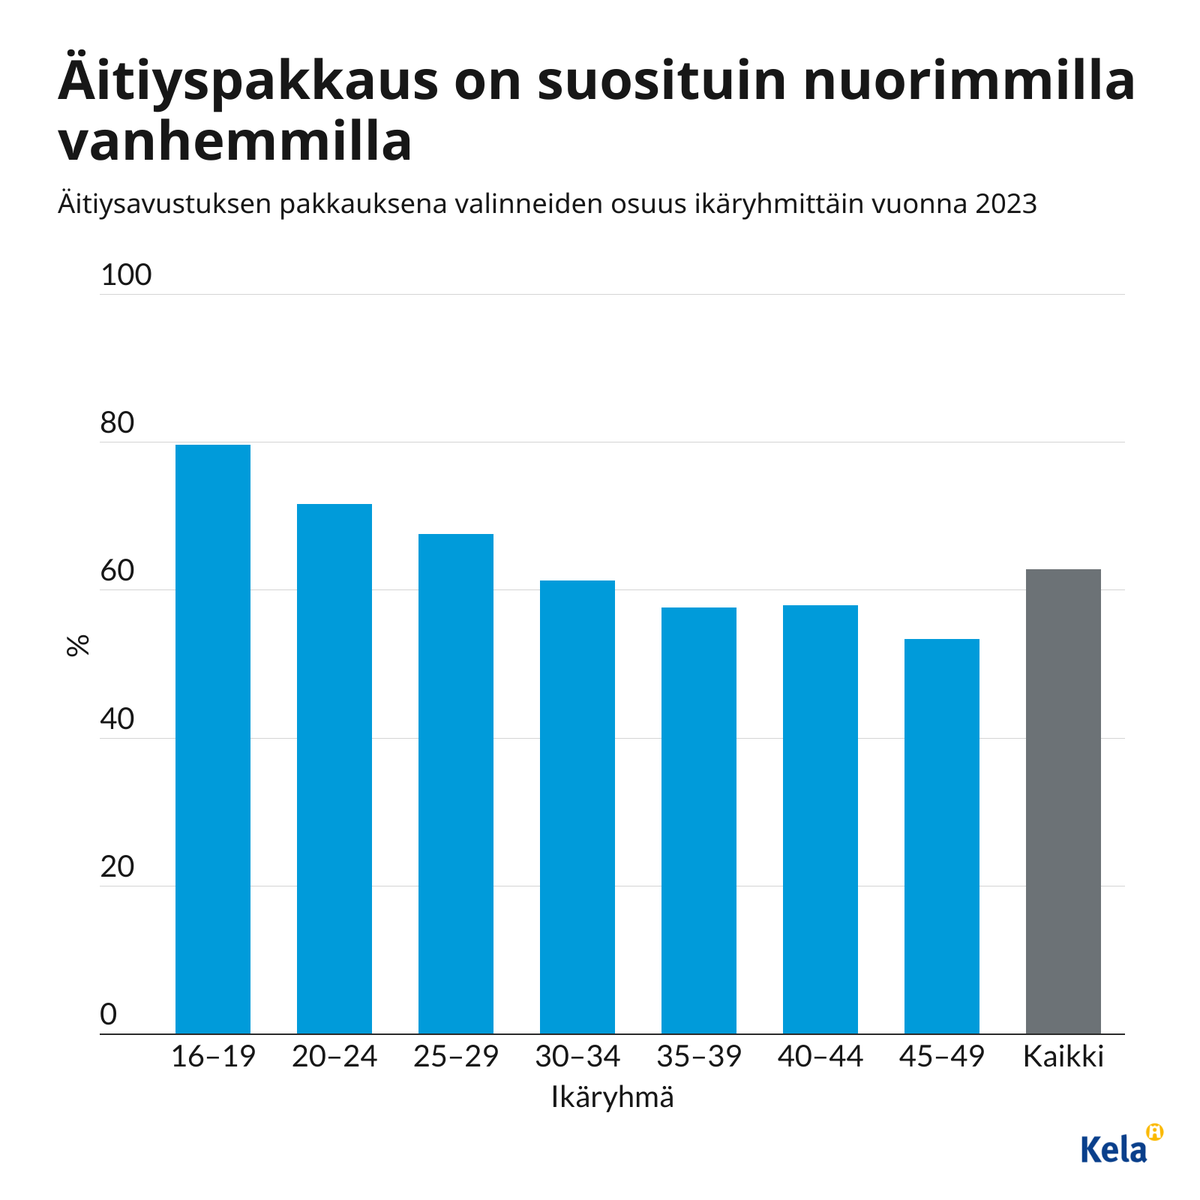 Äitiyspakkaus on suosituin nuorimmilla
vanhemmilla
Äitiysavustuksen pakkauksena valinneiden osuus ikäryhmittäin vuonna 2023
100
80
60
%
40
20
0
16–19 20–24 25–29 30–34 35–39 40–44 45–49 Kaikki
Ikäryhmä
Kela